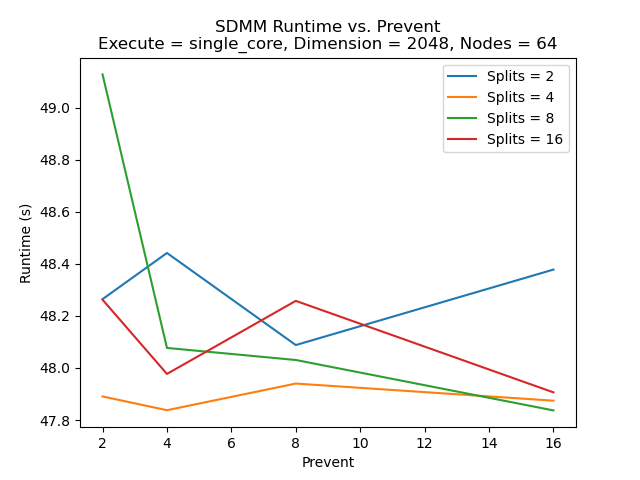 SDMM Runtime vs. Prevent
Execute = single_core, Dimension = 2048, Nodes = 64
Splits = 2
Splits = 4
Splits = 8
Splits = 16
Runtime (s)
49.0
48.8
48.6
48.4
48.2
48.0
47.8
2 4 6 8 10 12 14 16
Prevent